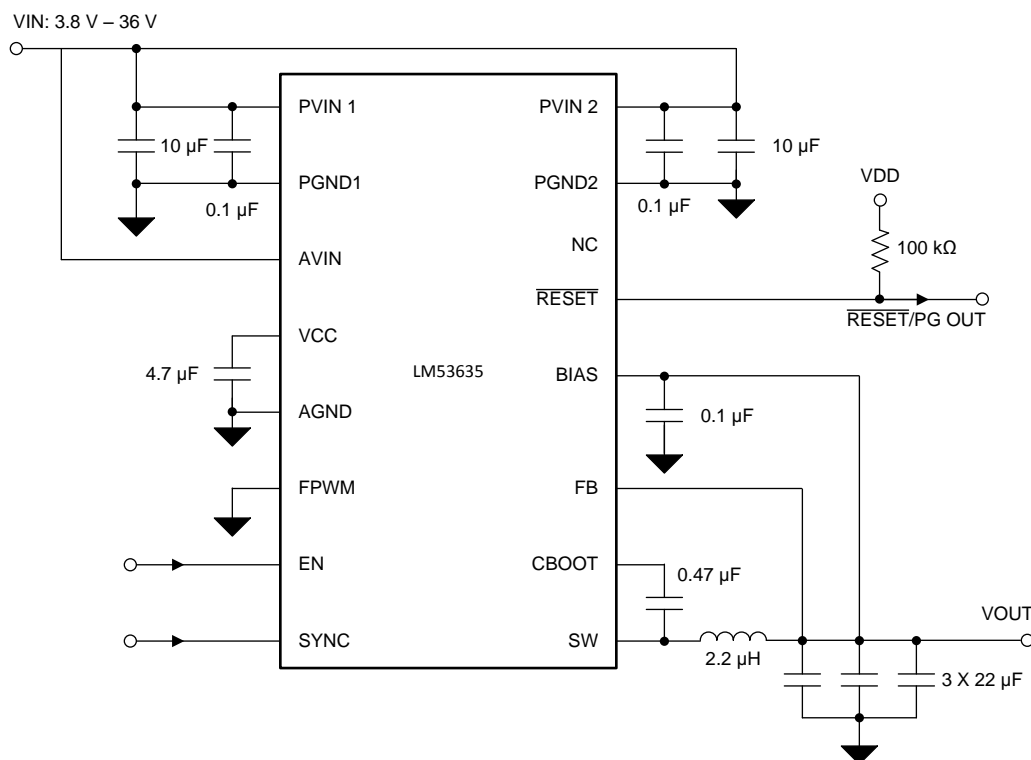 VIN: 3.8 V – 36 V
PVIN 1
PVIN 2
10 µF
10 µF
PGND1
PGND2
0.1 µF
0.1 µF
VDD
NC
100 kΩ
AVIN
RESET
RESET/PG OUT
VCC
4.7 µF
LM53635
BIAS
AGND
0.1 µF
FPWM
FB
EN
CBOOT
0.47 µF
VOUT
SYNC
SW
2.2 µH
3 X 22 µF